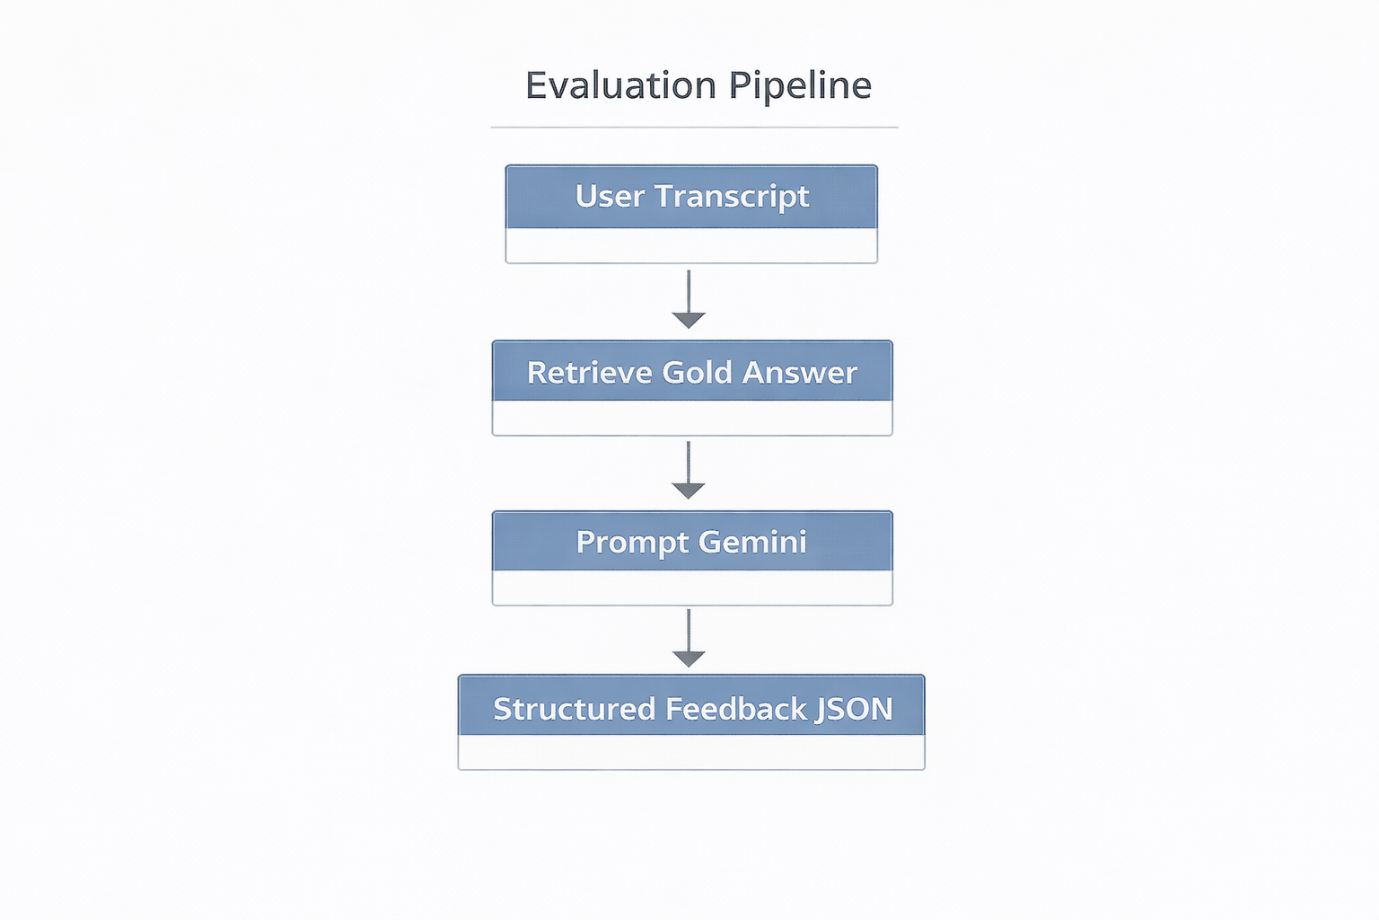 Evaluation Pipeline
User Transcript
Retrieve Gold Answer
Prompt Gemini
Structured Feedback JSON